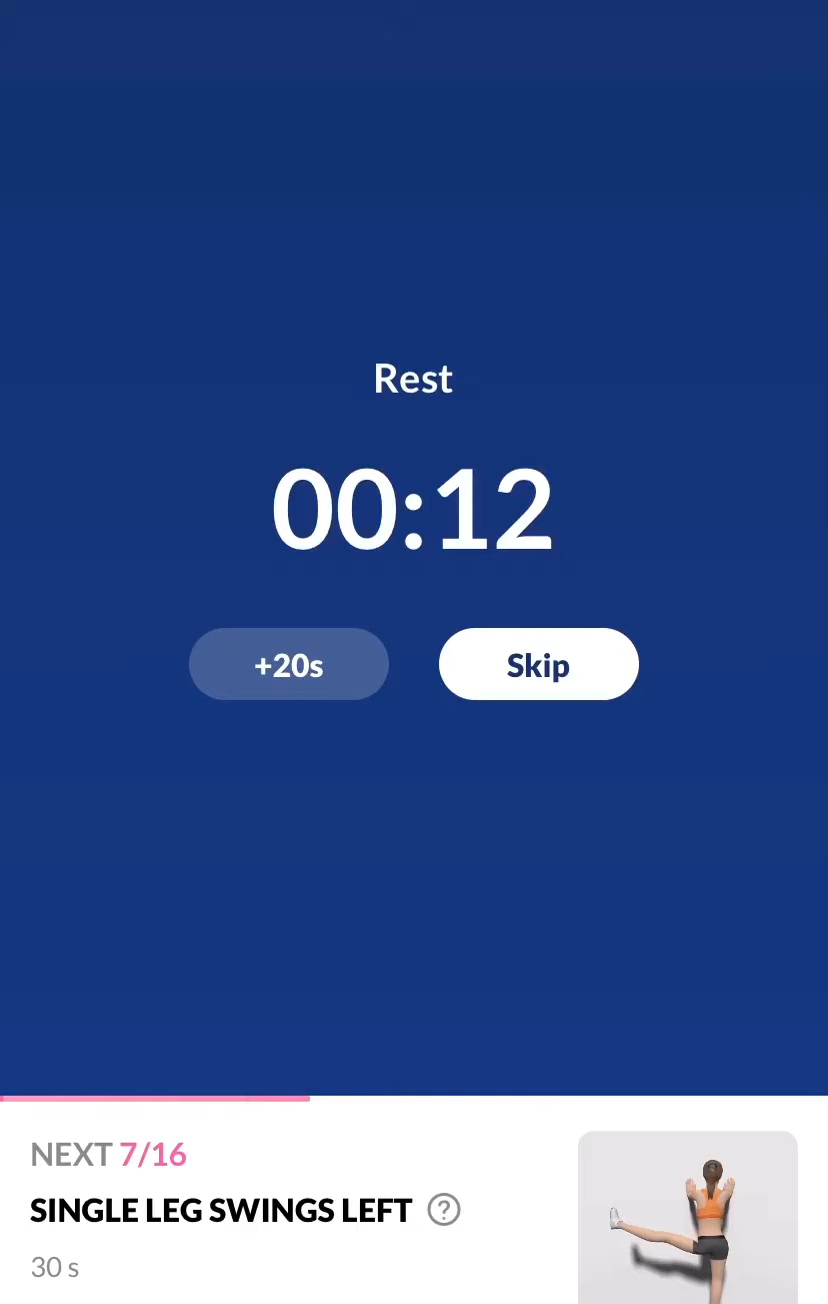 Rest
00:12
+20s Skip
NEXT 7/16
SINGLE LEG SWINGS LEFT ?
30 s